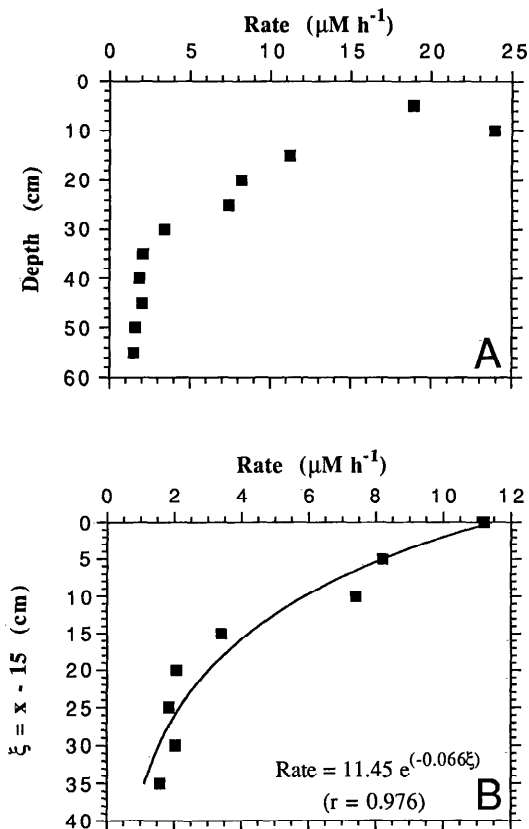 Rate (μM h⁻¹)
0 5 10 15 20 25
0
10
20
30
40
50
60
Depth (cm)
A
Rate (μM h⁻¹)
0 2 4 6 8 10 12
0
5
10
15
20
25
30
35
40
ξ = x - 15 (cm)
Rate = 11.45 e^(-0.066ξ)
(r = 0.976)
B